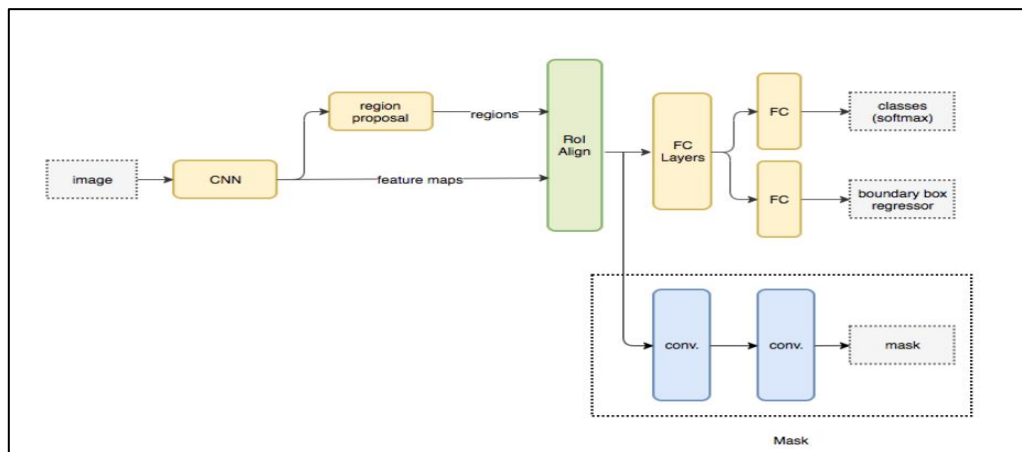 image
CNN
region
proposal
regions
feature maps
RoI
Align
FC
Layers
FC
classes
(softmax)
FC
boundary box
regressor
conv.
conv.
mask
Mask